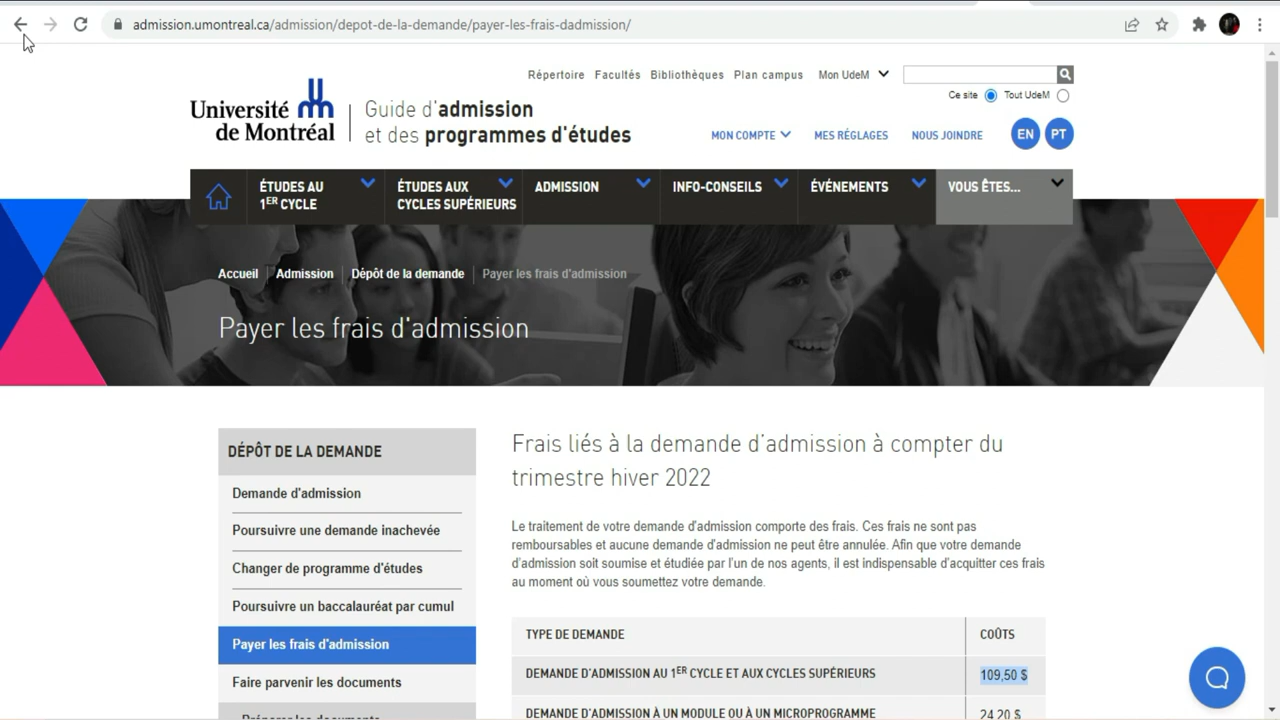 admission.umontreal.ca/admission/depot-de-la-demande/payer-les-frais-dadmission/
Répertoire Facultés Bibliothèques Plan campus Mon UdeM
Ce site Tout UdeM
Université
de Montréal
Guide d'admission
et des programmes d'études
MON COMPTE MES RÉGLAGES NOUS JOINDRE EN PT
ÉTUDES AU
1ER CYCLE
ÉTUDES AUX
CYCLES SUPÉRIEURS
ADMISSION
INFO-CONSEILS
ÉVÉNEMENTS
VOUS ÊTES...
Accueil Admission Dépôt de la demande Payer les frais d'admission
Payer les frais d'admission
DÉPÔT DE LA DEMANDE
Demande d'admission
Poursuivre une demande inachevée
Changer de programme d'études
Poursuivre un baccalauréat par cumul
Payer les frais d'admission
Faire parvenir les documents
Préparer les documents
Frais liés à la demande d'admission à compter du
trimestre hiver 2022
Le traitement de votre demande d'admission comporte des frais. Ces frais ne sont pas
remboursables et aucune demande d'admission ne peut être annulée. Afin que votre demande
d'admission soit soumise et étudiée par l'un de nos agents, il est indispensable d'acquitter ces frais
au moment où vous soumettez votre demande.
TYPE DE DEMANDE COÛTS
DEMANDE D'ADMISSION AU 1ER CYCLE ET AUX CYCLES SUPÉRIEURS 109,50 $
DEMANDE D'ADMISSION À UN MODULE OU À UN MICROPROGRAMME 24,20 $